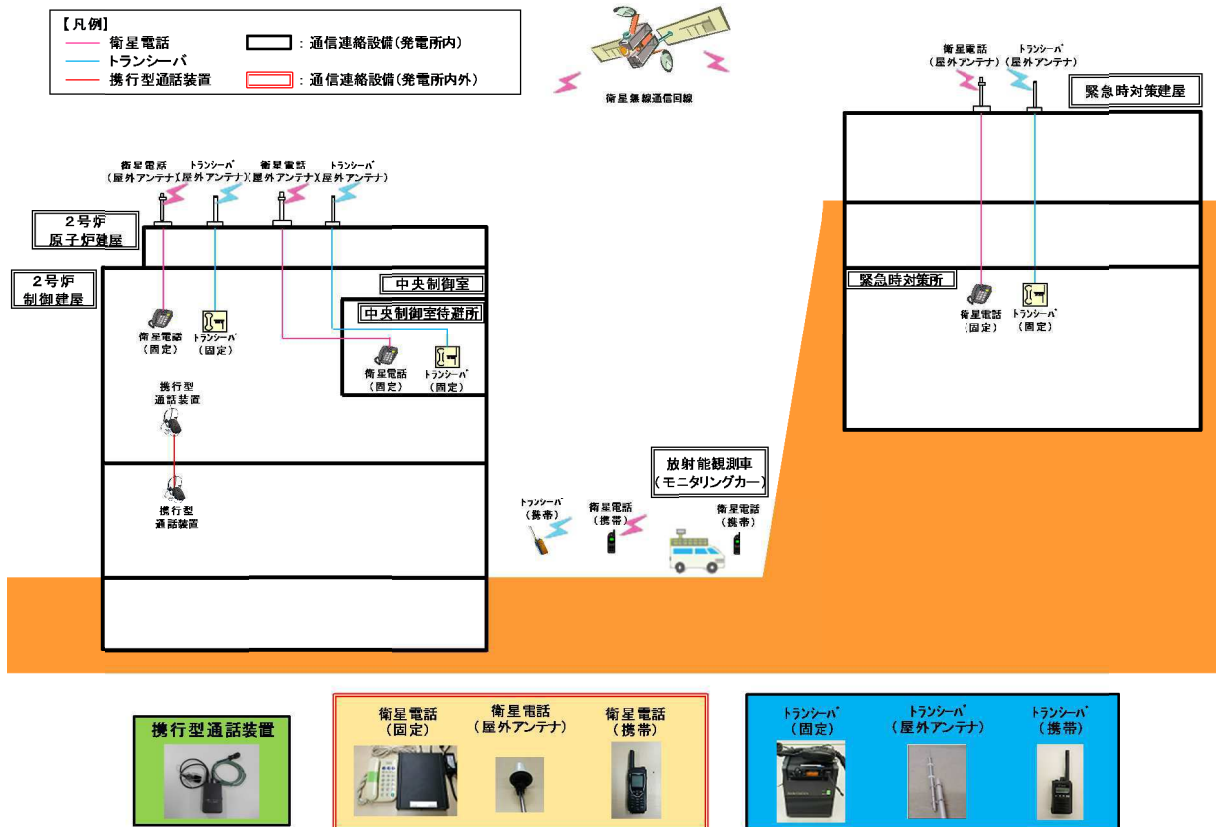 【凡例】
衛星電話
トランシーバ
携行型通話装置
：通信連絡設備(発電所内)
：通信連絡設備(発電所内外)
衛星無線通信回線
衛星電話
(屋外アンテナ)
トランシーバ
(屋外アンテナ)
緊急時対策建屋
衛星電話
(屋外アンテナ)
トランシーバ
(屋外アンテナ)
衛星電話
(屋外アンテナ)
トランシーバ
(屋外アンテナ)
2号炉
原子炉建屋
2号炉
制御建屋
中央制御室
中央制御室待避所
衛星電話
(固定)
トランシーバ
(固定)
衛星電話
(固定)
トランシーバ
(固定)
携行型
通話装置
携行型
通話装置
緊急時対策所
衛星電話
(固定)
トランシーバ
(固定)
放射能観測車
(モニタリングカー)
トランシーバ
(携帯)
衛星電話
(携帯)
衛星電話
(携帯)
携行型通話装置
衛星電話
(固定)
衛星電話
(屋外アンテナ)
衛星電話
(携帯)
トランシーバ
(固定)
トランシーバ
(屋外アンテナ)
トランシーバ
(携帯)